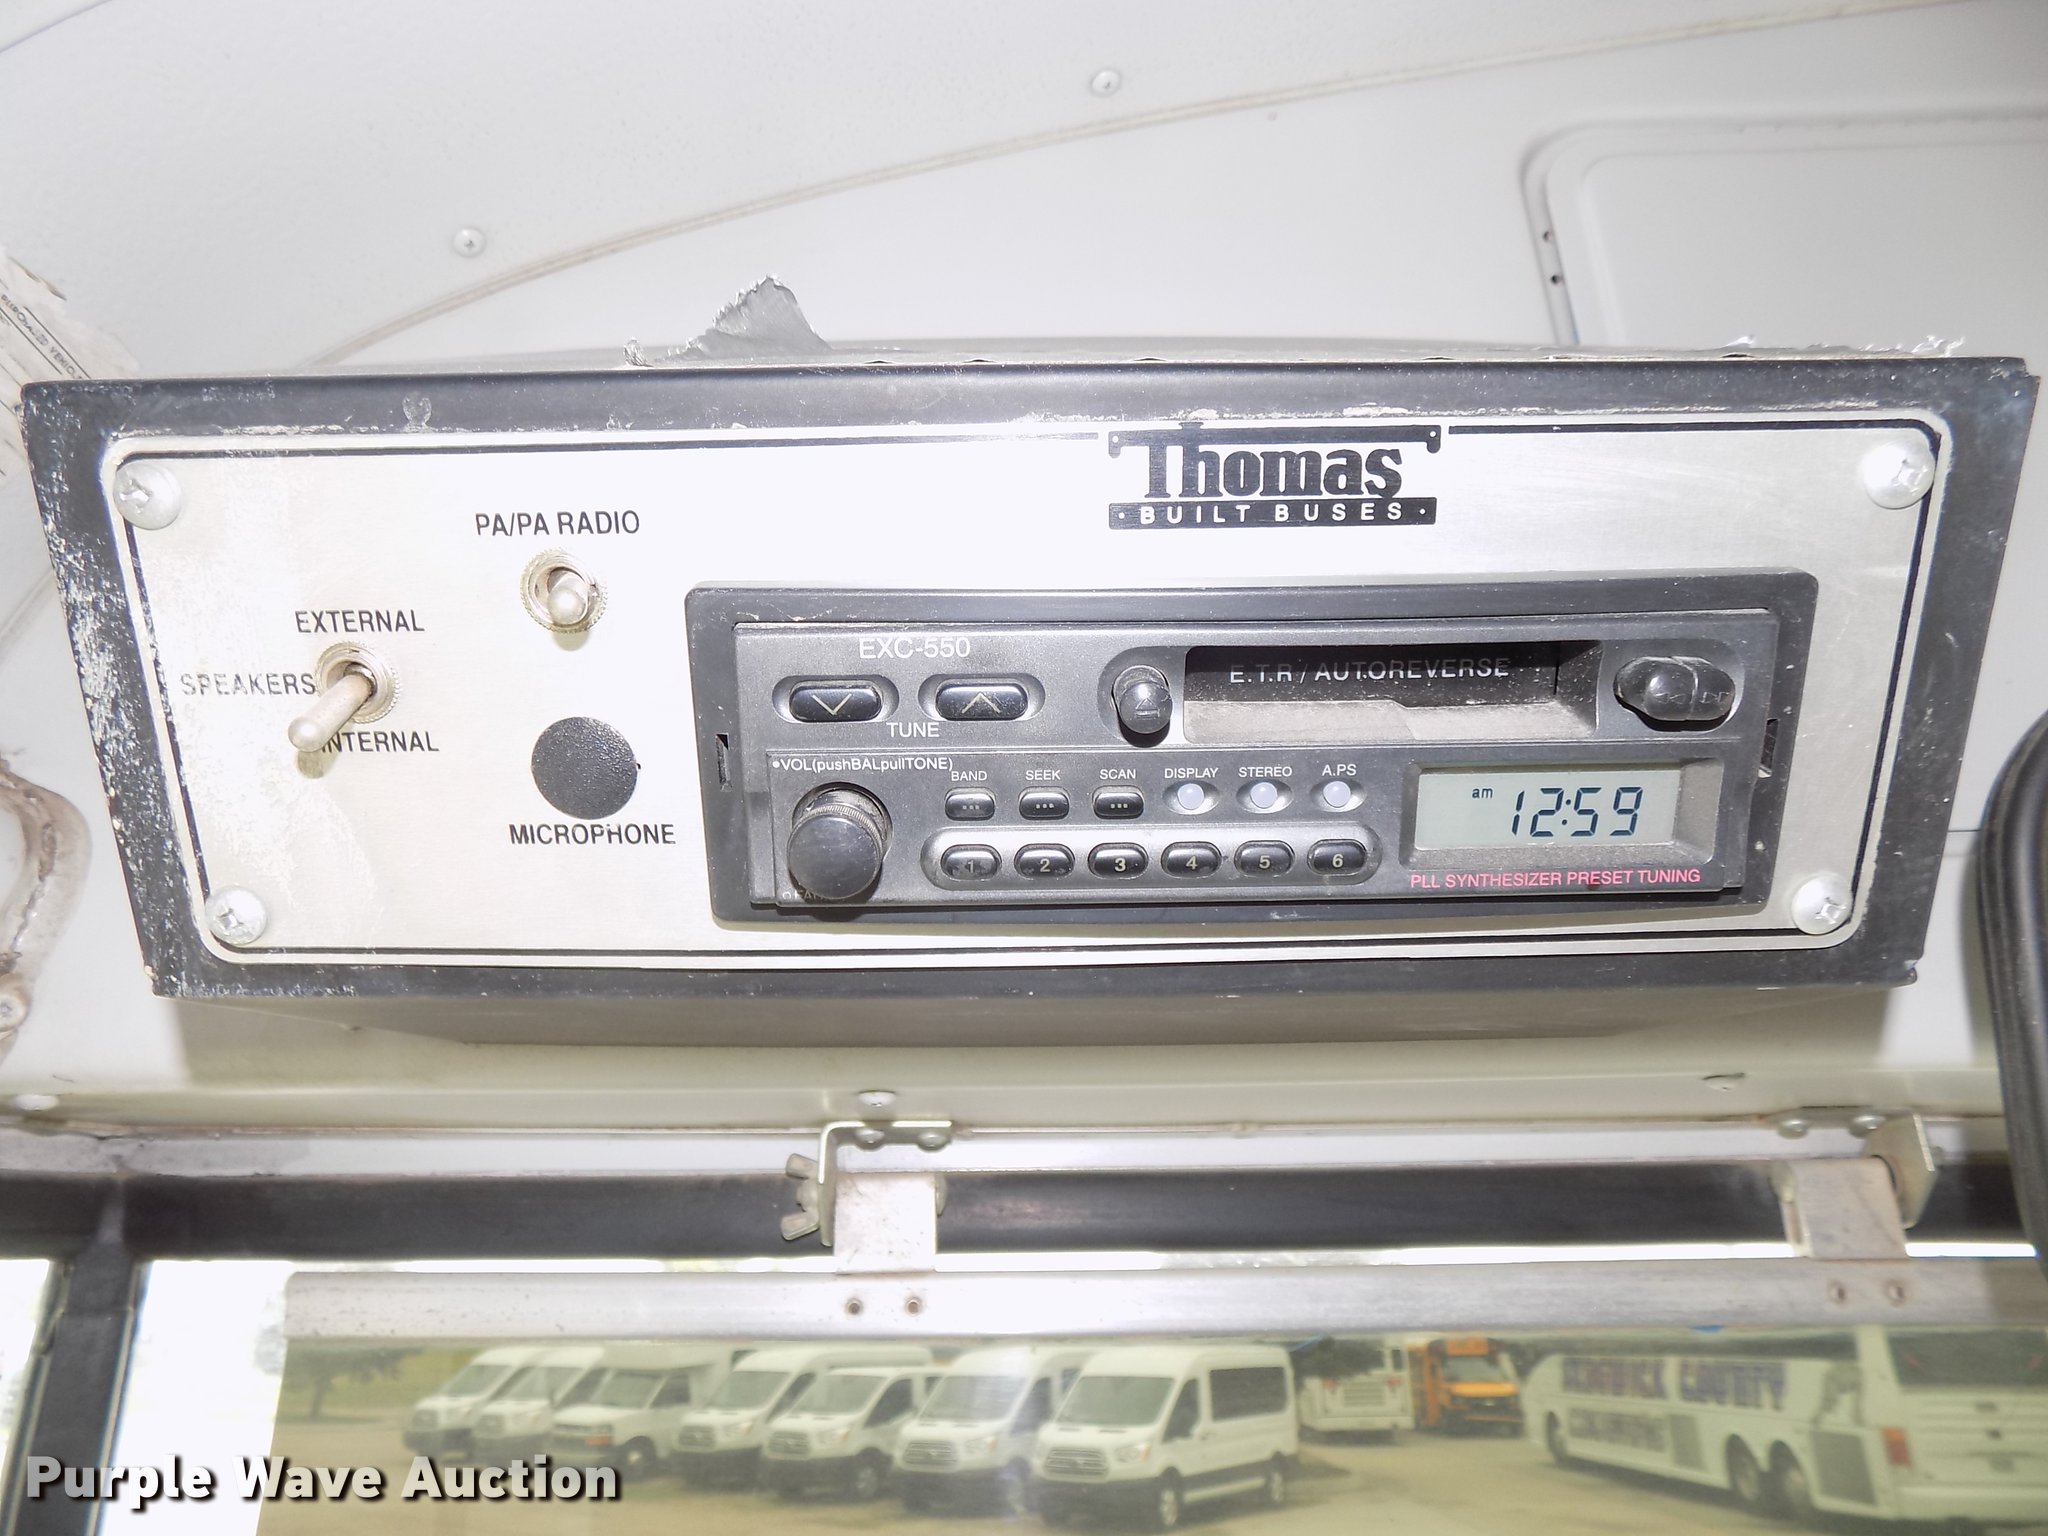 Thomas
· BUILT BUSES ·
PA/PA RADIO
EXTERNAL
SPEAKERS
INTERNAL
MICROPHONE
EXC-550
E.T.R / AUTOREVERSE
TUNE
•VOL(pushBALpullTONE)
BAND SEEK SCAN DISPLAY STEREO A.PS
am 12:59
1 2 3 4 5 6
PLL SYNTHESIZER PRESET TUNING
COUNTY
Purple Wave Auction